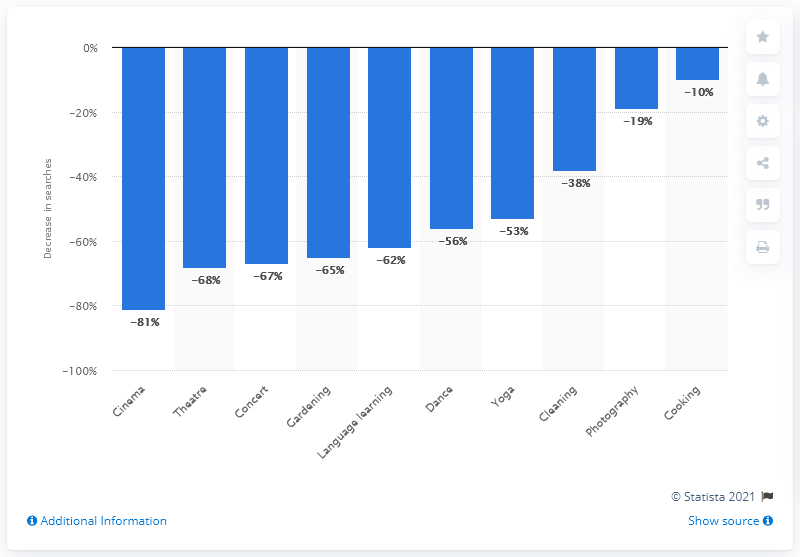 0%
−20%
−40%
−60%
−80%
−100%
Decrease in searches
−81%
−68%
−67%
−65%
−62%
−56%
−53%
−38%
−19%
−10%
Cinema
Theatre
Concert
Gardening
Language learning
Dance
Yoga
Cleaning
Photography
Cooking
© Statista 2021
Additional Information
Show source